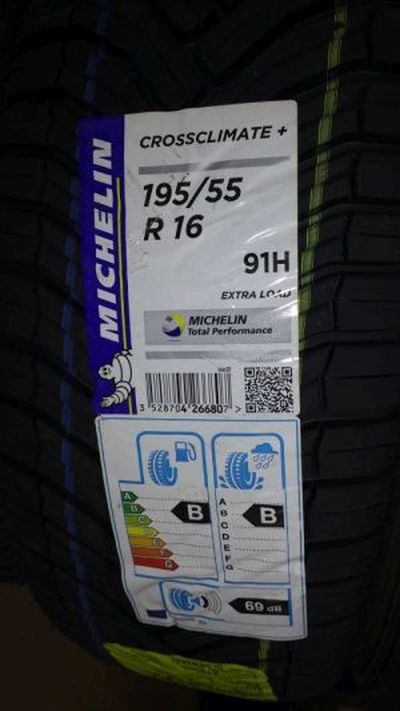 MICHELIN
CROSSCLIMATE +
195/55
R 16
91H
EXTRA LOAD
MICHELIN
Total Performance
3 528704 266807 >
A
B
C
E
G
B
A
B
C
D
E
F
G
B
69 dB